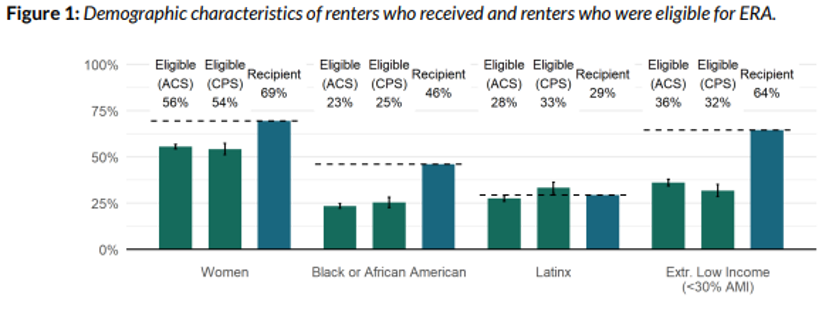 Figure 1: Demographic characteristics of renters who received and renters who were eligible for ERA.
100%
75%
50%
25%
0%
Eligible (ACS) 56%
Eligible (CPS) 54%
Recipient 69%
Eligible (ACS) 23%
Eligible (CPS) 25%
Recipient 46%
Eligible (ACS) 28%
Eligible (CPS) 33%
Recipient 29%
Eligible (ACS) 36%
Eligible (CPS) 32%
Recipient 64%
Women
Black or African American
Latinx
Extr. Low Income
(<30% AMI)